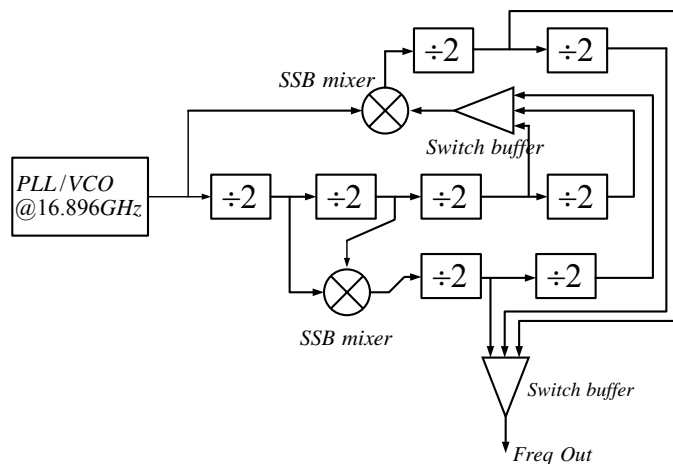 ÷2 ÷2
SSB mixer
Switch buffer
PLL/VCO
@16.896GHz
÷2 ÷2 ÷2 ÷2
÷2 ÷2
SSB mixer
Switch buffer
Freq Out